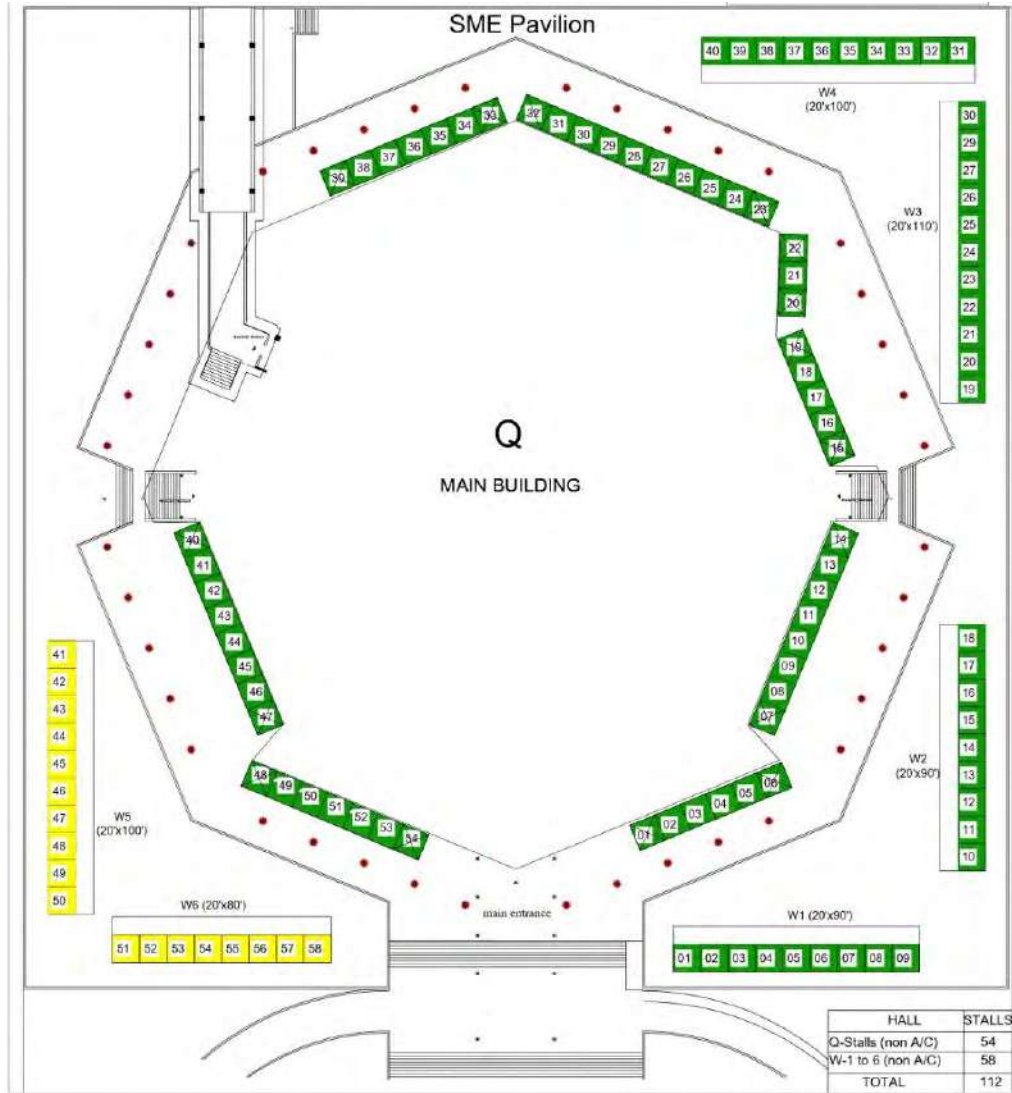 SME Pavilion
40 39 38 37 36 35 34 33 32 31
W4
(20'x100')
39 38 37 36 35 34 33
32 31 30 29 28 27 26 25 24 23
30
29
27
26
25
24
23
22
21
20
19
W3
(20'x110')
22
21
20
19
18
17
16
15
Q
MAIN BUILDING
40
41
42
43
44
45
46
47
14
13
12
11
10
09
08
07
41
42
43
44
45
46
47
48
49
50
W5
(20'x100')
18
17
16
15
14
13
12
11
10
W2
(20'x90')
48 49 50 51 52 53 54
01 02 03 04 05 06
main entrance
W6 (20'x80')
51 52 53 54 55 56 57 58
W1 (20'x90')
01 02 03 04 05 06 07 08 09
HALL STALLS
Q-Stalls (non A/C) 54
W-1 to 6 (non A/C) 58
TOTAL 112